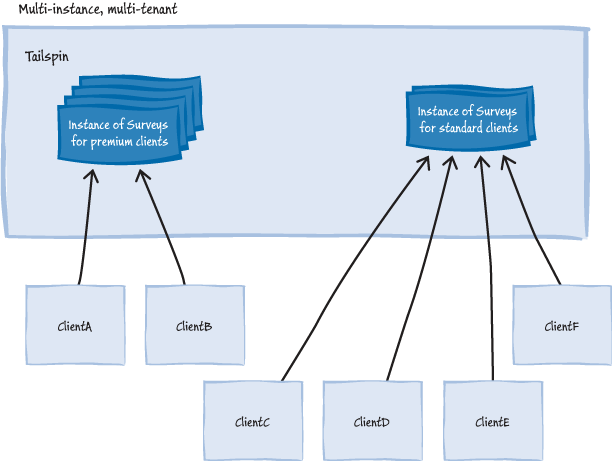 Multi-instance, multi-tenant
Tailspin
Instance of Surveys
for premium clients
Instance of Surveys
for standard clients
ClientA
ClientB
ClientF
ClientC
ClientD
ClientE